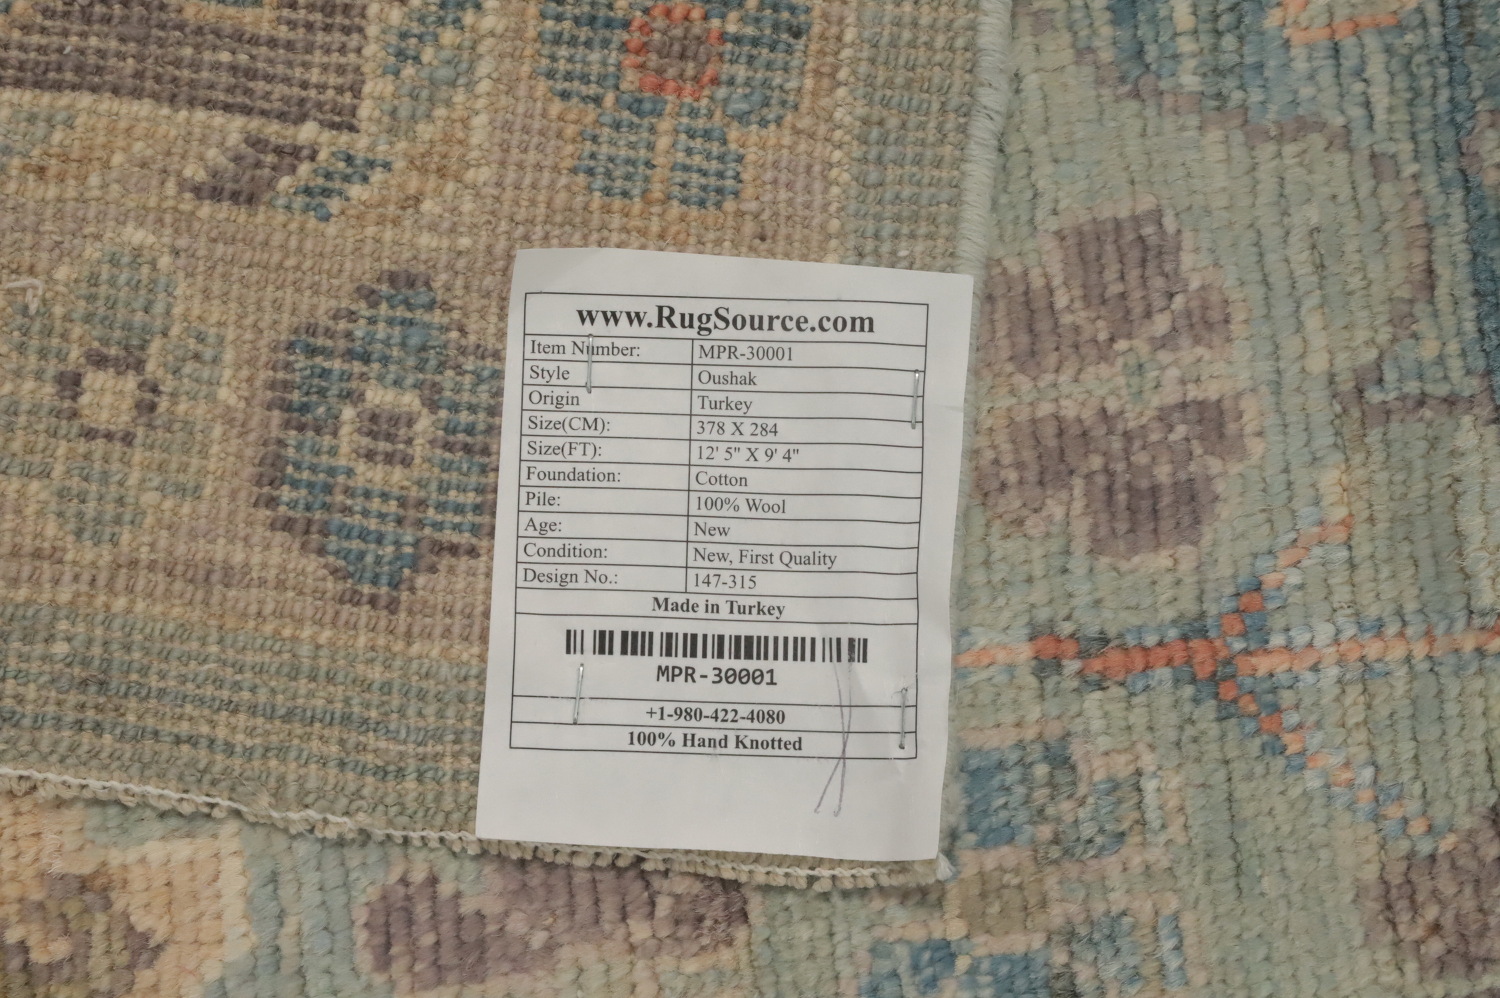 www.RugSource.com
Item Number: MPR-30001
Style Oushak
Origin Turkey
Size(CM): 378 X 284
Size(FT): 12' 5" X 9' 4"
Foundation: Cotton
Pile: 100% Wool
Age: New
Condition: New, First Quality
Design No.: 147-315
Made in Turkey
MPR-30001
+1-980-422-4080
100% Hand Knotted